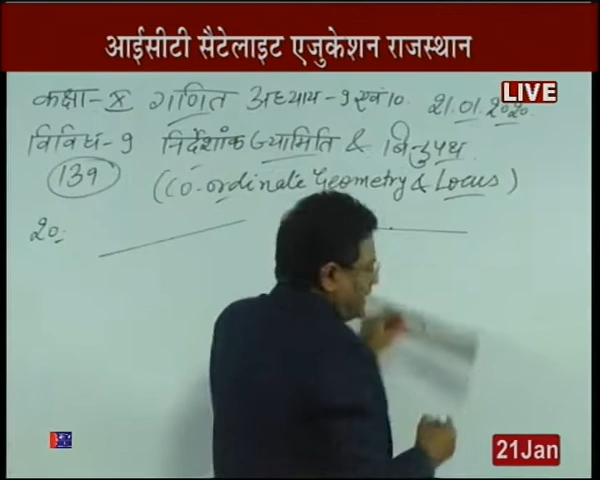 आईसीटी सैटेलाइट एजुकेशन राजस्थान
LIVE
कक्षा-X गणित अध्याय-9 एवं 10. 21.01.2020.
विविध-9 निर्देशांक ज्यामिति & बिन्दुपथ
139 (Co-ordinate Geometry & Locus)
20.
21Jan